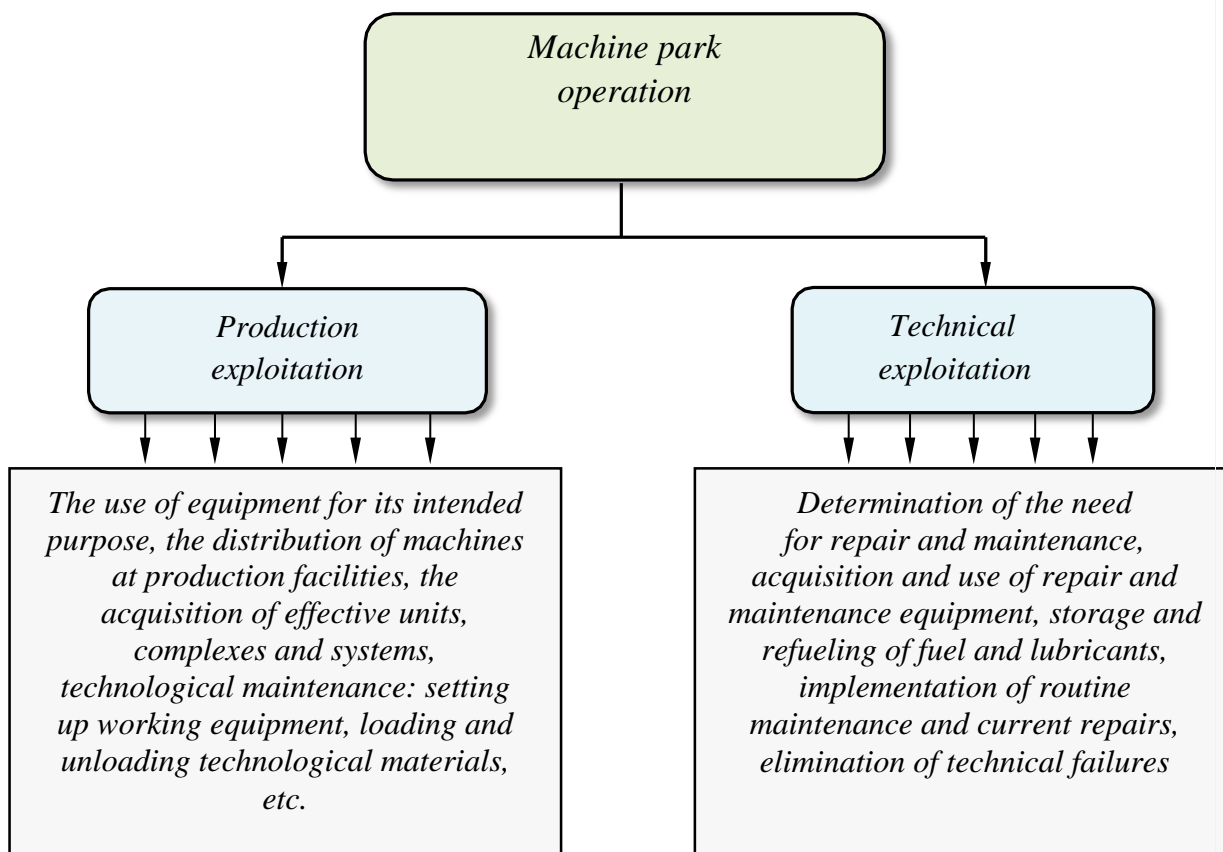 Machine park
operation
Production
exploitation
Technical
exploitation
The use of equipment for its intended
purpose, the distribution of machines
at production facilities, the
acquisition of effective units,
complexes and systems,
technological maintenance: setting
up working equipment, loading and
unloading technological materials,
etc.
Determination of the need
for repair and maintenance,
acquisition and use of repair and
maintenance equipment, storage and
refueling of fuel and lubricants,
implementation of routine
maintenance and current repairs,
elimination of technical failures